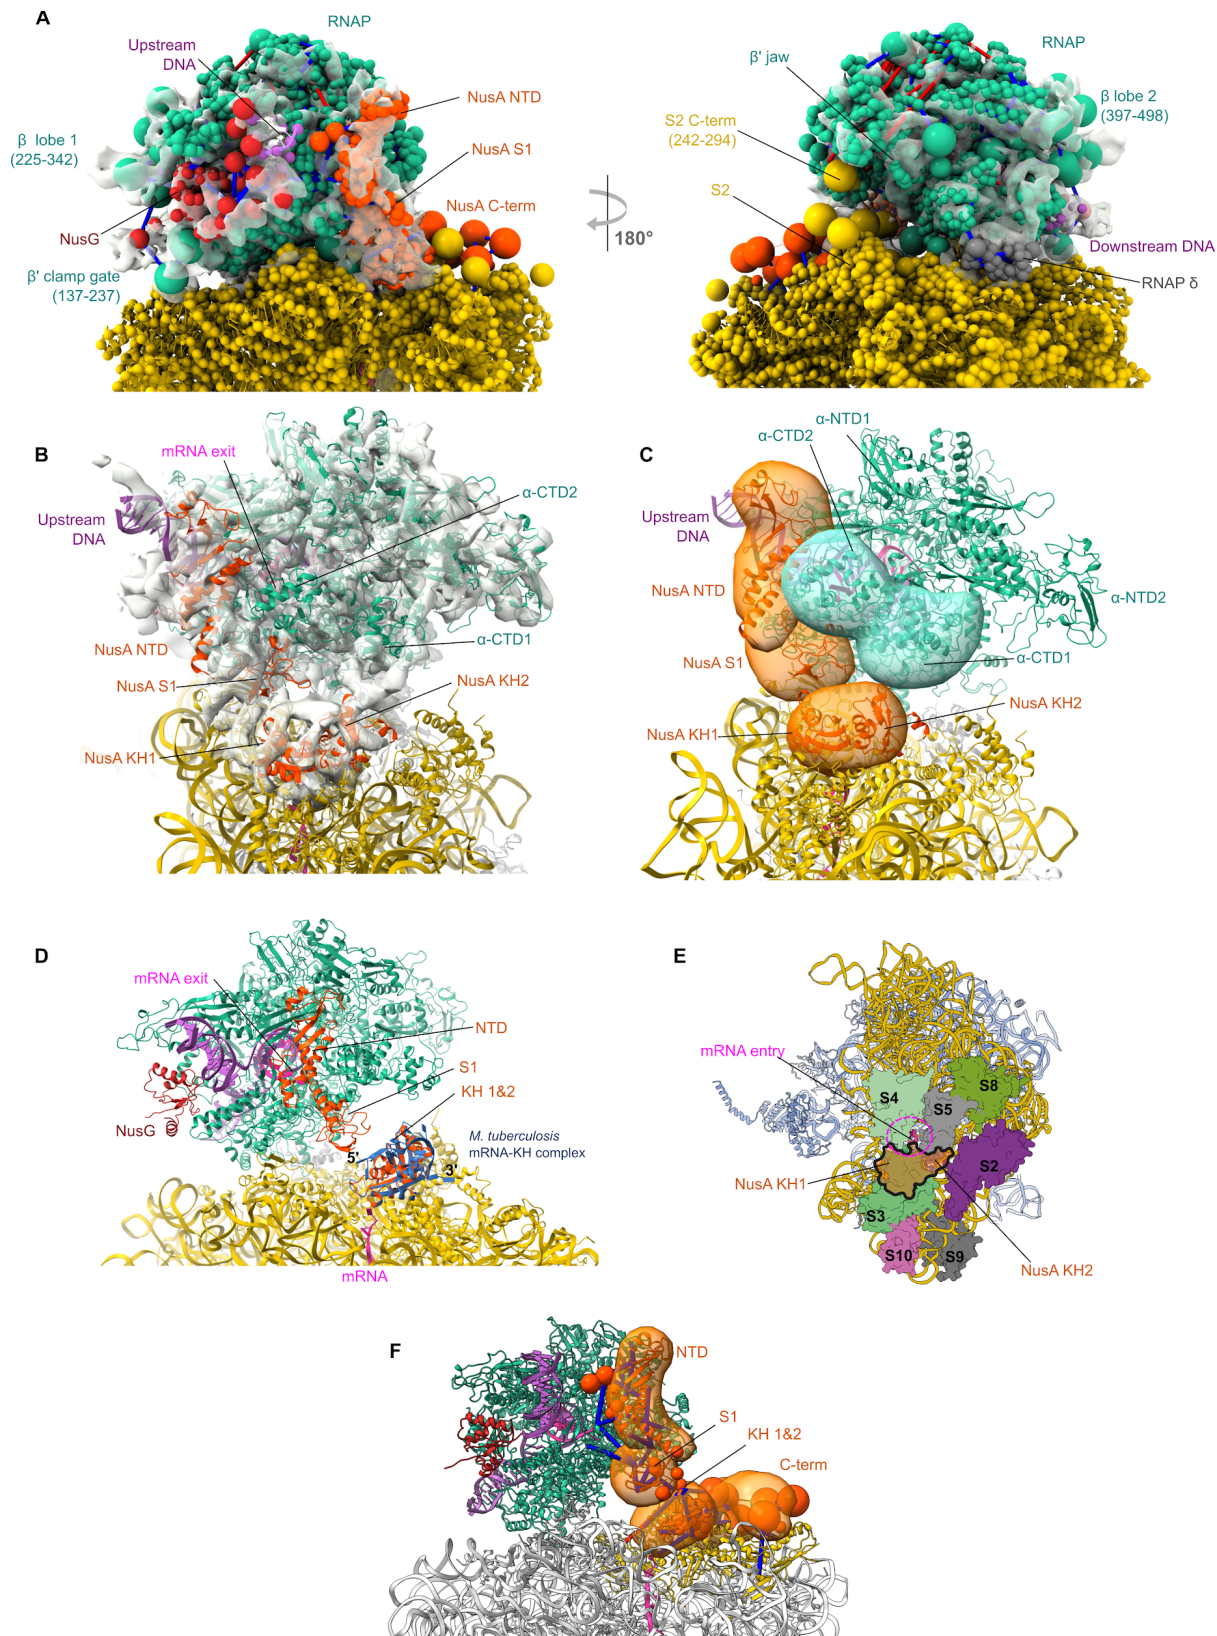 A
RNAP
Upstream
DNA
NusA NTD
β lobe 1
(225-342)
NusA S1
NusA C-term
NusG
β' clamp gate
(137-237)
180°
RNAP
β' jaw
β lobe 2
(397-498)
S2 C-term
(242-294)
S2
Downstream DNA
RNAP δ
B
mRNA exit
α-CTD2
Upstream
DNA
NusA NTD
α-CTD1
NusA S1
NusA KH2
NusA KH1
C
α-NTD1
α-CTD2
Upstream
DNA
NusA NTD
α-NTD2
NusA S1
α-CTD1
NusA KH2
NusA KH1
D
mRNA exit
NTD
S1
KH 1&2
NusG
5'
M. tuberculosis
mRNA-KH complex
3'
mRNA
E
mRNA entry
S4
S8
S5
S2
NusA KH1
S3
S10
S9
NusA KH2
F
NTD
S1
KH 1&2
C-term